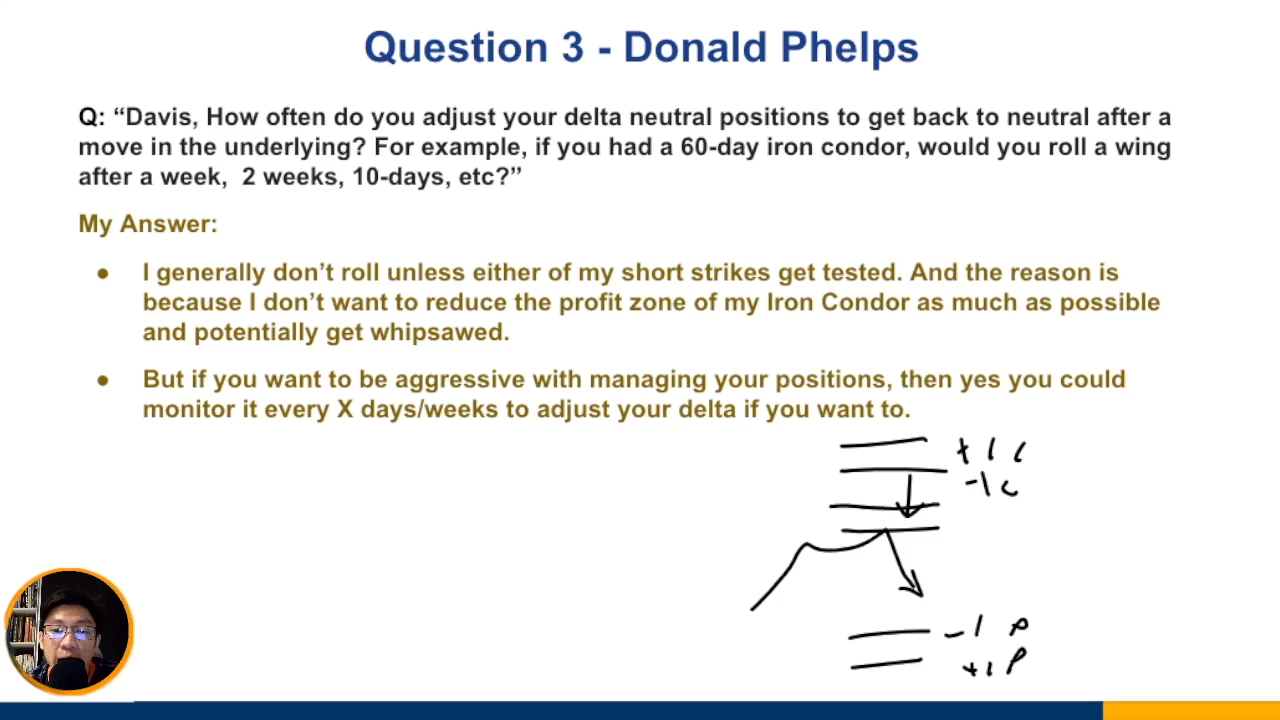 Question 3 - Donald Phelps
Q: “Davis, How often do you adjust your delta neutral positions to get back to neutral after a
move in the underlying? For example, if you had a 60-day iron condor, would you roll a wing
after a week,  2 weeks, 10-days, etc?”
My Answer:
● I generally don’t roll unless either of my short strikes get tested. And the reason is
because I don’t want to reduce the profit zone of my Iron Condor as much as possible
and potentially get whipsawed.
● But if you want to be aggressive with managing your positions, then yes you could
monitor it every X days/weeks to adjust your delta if you want to.
+1 C
-1 C
-1 P
+1 P